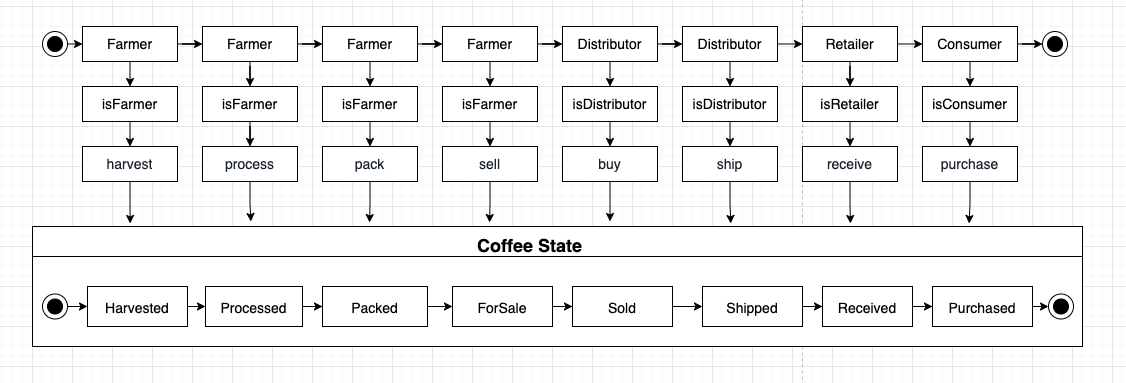 Farmer Farmer Farmer Farmer Distributor Distributor Retailer Consumer
isFarmer isFarmer isFarmer isFarmer isDistributor isDistributor isRetailer isConsumer
harvest process pack sell buy ship receive purchase
Coffee State
Harvested Processed Packed ForSale Sold Shipped Received Purchased